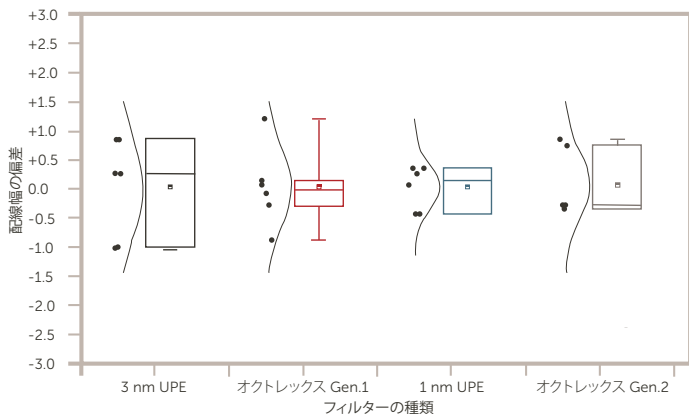 +3.0
+2.5
+2.0
+1.5
+1.0
+0.5
0.0
-0.5
-1.0
-1.5
-2.0
-2.5
-3.0
配線幅の偏差
3 nm UPE
オクトレックス Gen.1
1 nm UPE
オクトレックス Gen.2
フィルターの種類